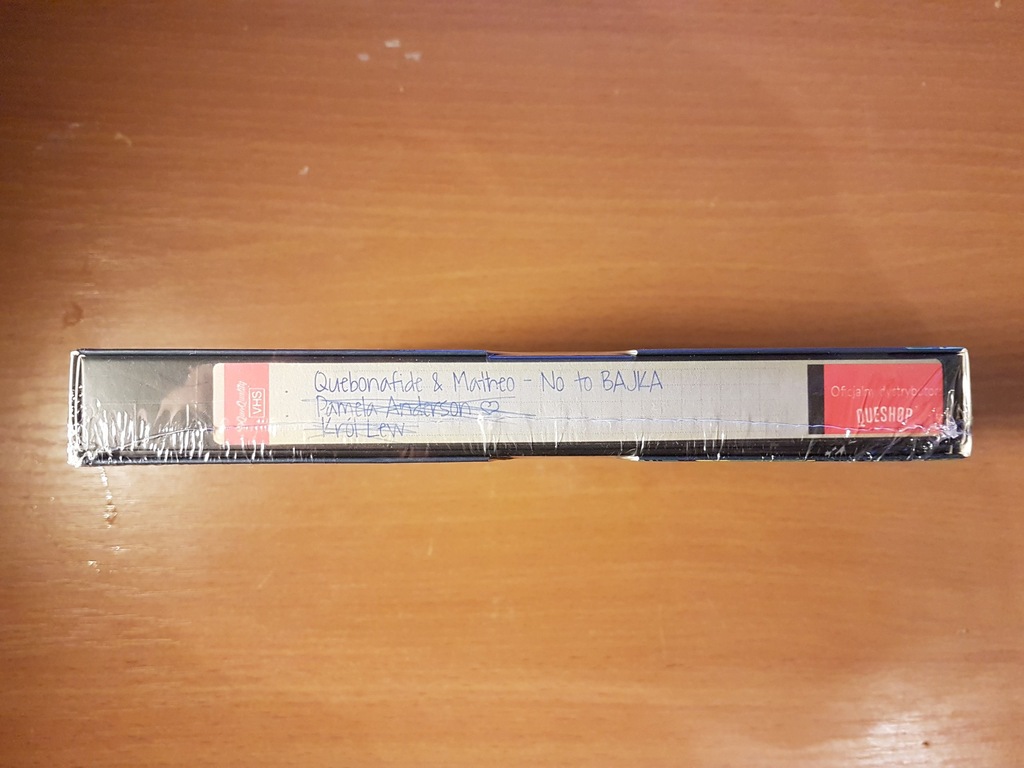 Quebonafide & Matheo - No to BAJKA
Pamela Anderson ♡
Król Lew
VHS
Oficjalny dystrybutor
QUESHOP